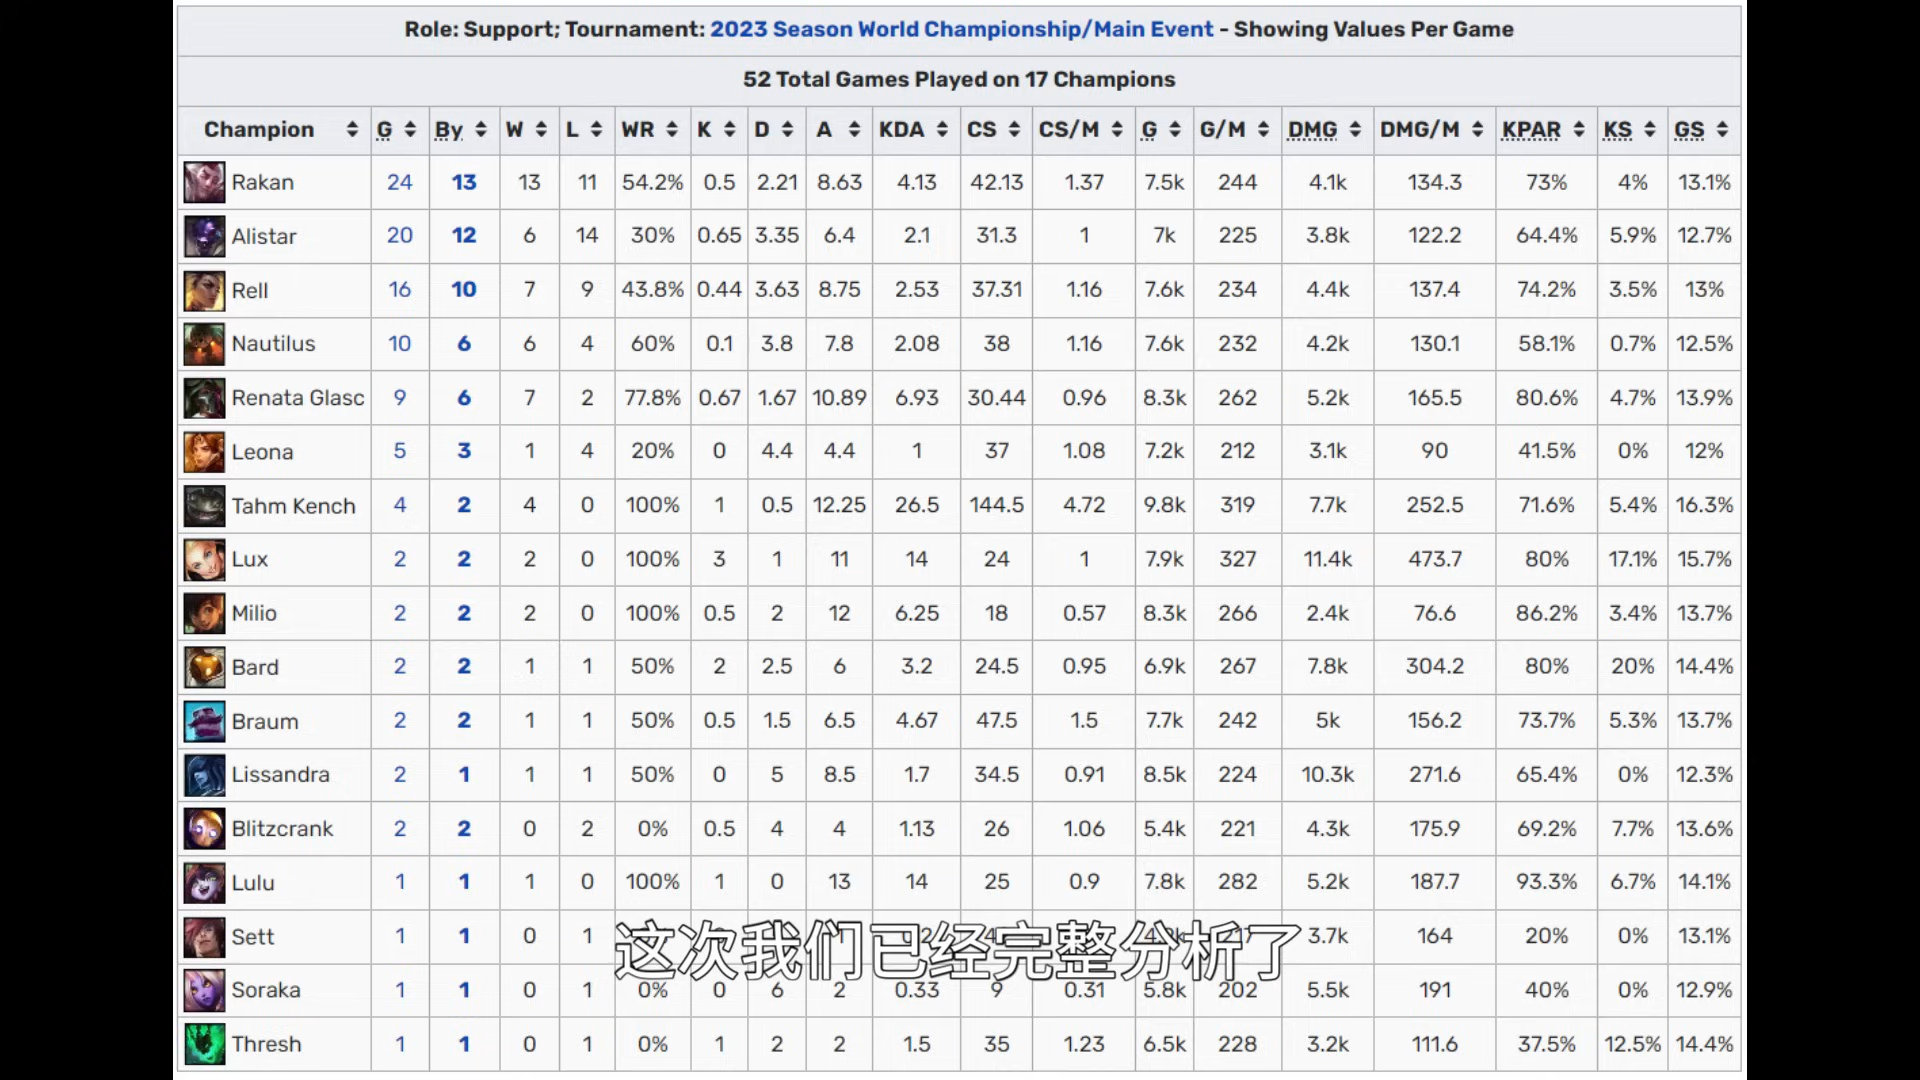 Role: Support; Tournament: 2023 Season World Championship/Main Event - Showing Values Per Game
52 Total Games Played on 17 Champions
Champion G By W L WR K D A KDA CS CS/M G G/M DMG DMG/M KPAR KS GS
Rakan 24 13 13 11 54.2% 0.5 2.21 8.63 4.13 42.13 1.37 7.5k 244 4.1k 134.3 73% 4% 13.1%
Alistar 20 12 6 14 30% 0.65 3.35 6.4 2.1 31.3 1 7k 225 3.8k 122.2 64.4% 5.9% 12.7%
Rell 16 10 7 9 43.8% 0.44 3.63 8.75 2.53 37.31 1.16 7.6k 234 4.4k 137.4 74.2% 3.5% 13%
Nautilus 10 6 6 4 60% 0.1 3.8 7.8 2.08 38 1.16 7.6k 232 4.2k 130.1 58.1% 0.7% 12.5%
Renata Glasc 9 6 7 2 77.8% 0.67 1.67 10.89 6.93 30.44 0.96 8.3k 262 5.2k 165.5 80.6% 4.7% 13.9%
Leona 5 3 1 4 20% 0 4.4 4.4 1 37 1.08 7.2k 212 3.1k 90 41.5% 0% 12%
Tahm Kench 4 2 4 0 100% 1 0.5 12.25 26.5 144.5 4.72 9.8k 319 7.7k 252.5 71.6% 5.4% 16.3%
Lux 2 2 2 0 100% 3 1 11 14 24 1 7.9k 327 11.4k 473.7 80% 17.1% 15.7%
Milio 2 2 2 0 100% 0.5 2 12 6.25 18 0.57 8.3k 266 2.4k 76.6 86.2% 3.4% 13.7%
Bard 2 2 1 1 50% 2 2.5 6 3.2 24.5 0.95 6.9k 267 7.8k 304.2 80% 20% 14.4%
Braum 2 2 1 1 50% 0.5 1.5 6.5 4.67 47.5 1.5 7.7k 242 5k 156.2 73.7% 5.3% 13.7%
Lissandra 2 1 1 1 50% 0 5 8.5 1.7 34.5 0.91 8.5k 224 10.3k 271.6 65.4% 0% 12.3%
Blitzcrank 2 2 0 2 0% 0.5 4 4 1.13 26 1.06 5.4k 221 4.3k 175.9 69.2% 7.7% 13.6%
Lulu 1 1 1 0 100% 1 0 13 14 25 0.9 7.8k 282 5.2k 187.7 93.3% 6.7% 14.1%
Sett 1 1 0 1 3.7k 164 20% 0% 13.1%
这次我们已经完整分析了
Soraka 1 1 0 1 0% 0 6 2 0.33 9 0.31 5.8k 202 5.5k 191 40% 0% 12.9%
Thresh 1 1 0 1 0% 1 2 2 1.5 35 1.23 6.5k 228 3.2k 111.6 37.5% 12.5% 14.4%